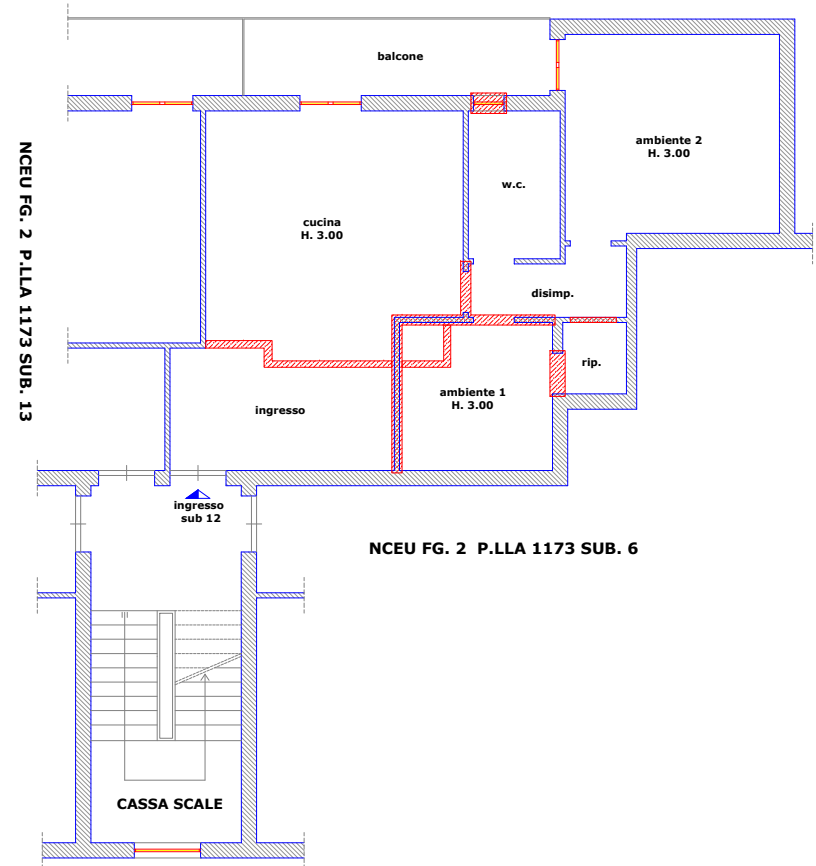 balcone
ambiente 2
H. 3.00
w.c.
cucina
H. 3.00
NCEU FG. 2 P.LLA 1173 SUB. 13
disimp.
rip.
ambiente 1
H. 3.00
ingresso
ingresso
sub 12
NCEU FG. 2 P.LLA 1173 SUB. 6
CASSA SCALE